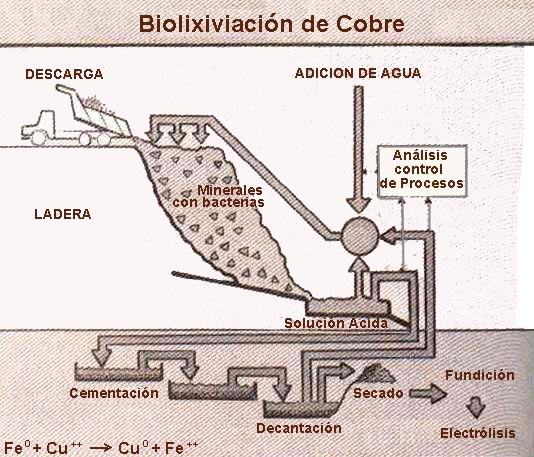 Biolixiviación de Cobre
DESCARGA
ADICION DE AGUA
Análisis
control
de Procesos
Minerales
con bacterias
LADERA
Solución Acida
Cementación
Decantación
Secado
Fundición
Electrólisis
Fe⁰ + Cu⁺⁺ → Cu⁰ + Fe⁺⁺